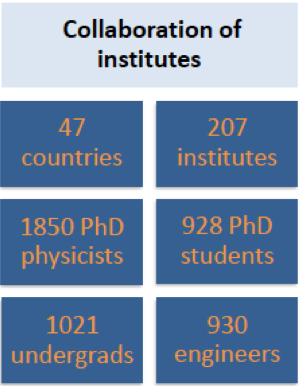 Collaboration of
institutes
47
countries
207
institutes
1850 PhD
physicists
928 PhD
students
1021
undergrads
930
engineers